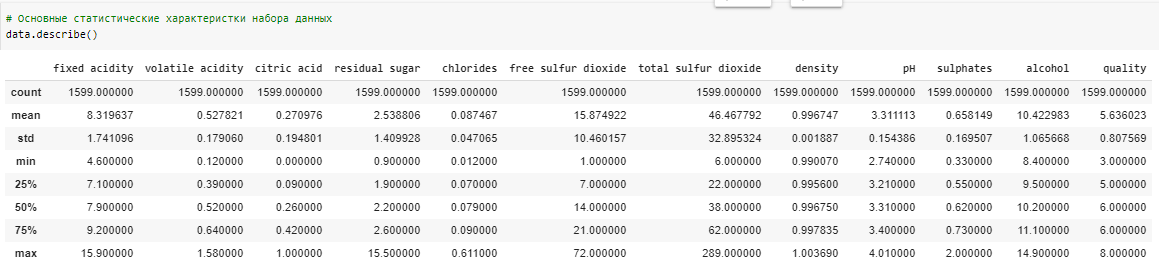 # Основные статистические характеристки набора данных
data.describe()
fixed acidity volatile acidity citric acid residual sugar chlorides free sulfur dioxide total sulfur dioxide density pH sulphates alcohol quality
count 1599.000000 1599.000000 1599.000000 1599.000000 1599.000000 1599.000000 1599.000000 1599.000000 1599.000000 1599.000000 1599.000000 1599.000000
mean 8.319637 0.527821 0.270976 2.538806 0.087467 15.874922 46.467792 0.996747 3.311113 0.658149 10.422983 5.636023
std 1.741096 0.179060 0.194801 1.409928 0.047065 10.460157 32.895324 0.001887 0.154386 0.169507 1.065668 0.807569
min 4.600000 0.120000 0.000000 0.900000 0.012000 1.000000 6.000000 0.990070 2.740000 0.330000 8.400000 3.000000
25% 7.100000 0.390000 0.090000 1.900000 0.070000 7.000000 22.000000 0.995600 3.210000 0.550000 9.500000 5.000000
50% 7.900000 0.520000 0.260000 2.200000 0.079000 14.000000 38.000000 0.996750 3.310000 0.620000 10.200000 6.000000
75% 9.200000 0.640000 0.420000 2.600000 0.090000 21.000000 62.000000 0.997835 3.400000 0.730000 11.100000 6.000000
max 15.900000 1.580000 1.000000 15.500000 0.611000 72.000000 289.000000 1.003690 4.010000 2.000000 14.900000 8.000000